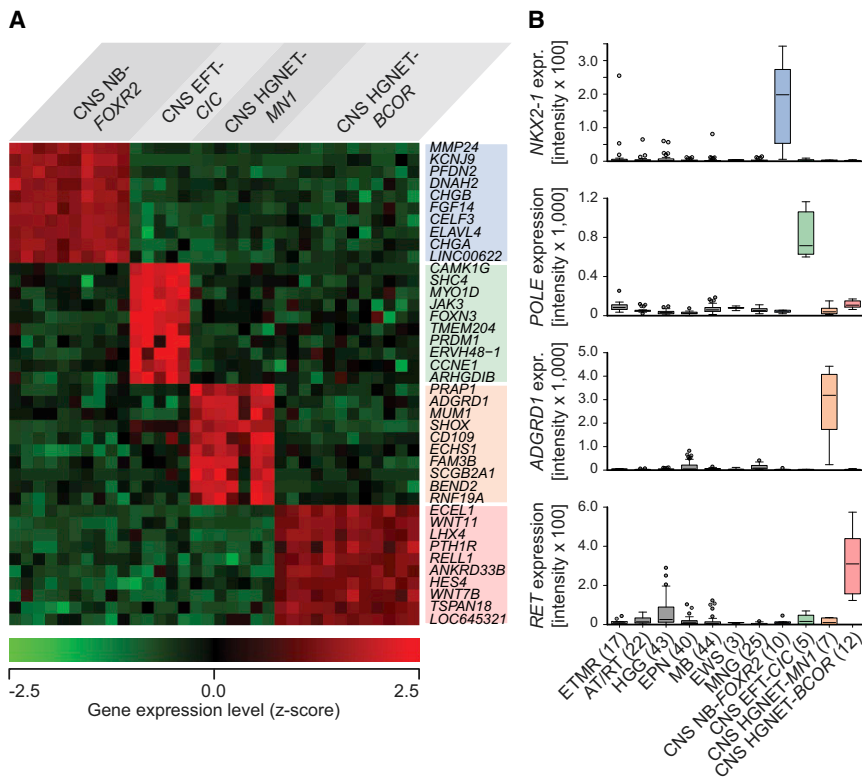 A
CNS NB-
FOXR2
CNS EFT-
CIC
CNS HGNET-
MN1
CNS HGNET-
BCOR
MMP24
KCNJ9
PFDN2
DNAH2
CHGB
FGF14
CELF3
ELAVL4
CHGA
LINC00622
CAMK1G
SHC4
MYO1D
JAK3
FOXN3
TMEM204
PRDM1
ERVH48−1
CCNE1
ARHGDIB
PRAP1
ADGRD1
MUM1
SHOX
CD109
ECHS1
FAM3B
SCGB2A1
BEND2
RNF19A
ECEL1
WNT11
LHX4
PTH1R
RELL1
ANKRD33B
HES4
WNT7B
TSPAN18
LOC645321
-2.5
0.0
2.5
Gene expression level (z-score)
B
NKX2-1 expr.
[intensity x 100]
3.0
2.0
1.0
0
POLE expression
[intensity x 1,000]
1.2
0.8
0.4
0
ADGRD1 expr.
[intensity x 1,000]
5.0
4.0
3.0
2.0
1.0
0
RET expression
[intensity x 100]
6.0
4.0
2.0
0
ETMR (17)
AT/RT (22)
HGG (43)
EPN (40)
MB (44)
EWS (3)
MNG (25)
CNS NB-FOXR2 (10)
CNS EFT-CIC (5)
CNS HGNET-MN1 (7)
CNS HGNET-BCOR (12)